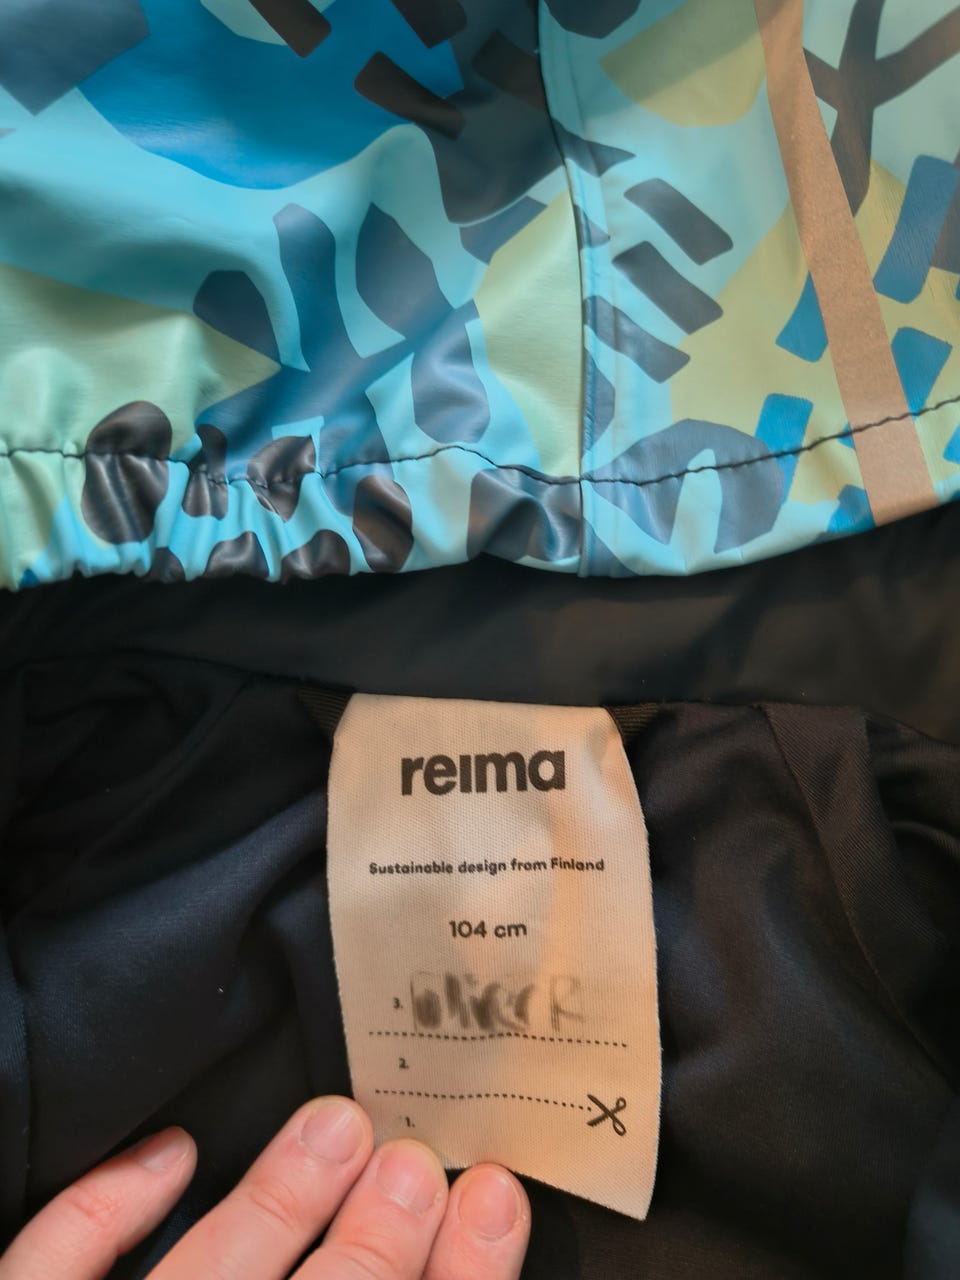 reima
Sustainable design from Finland
104 cm
3.
2.
1.